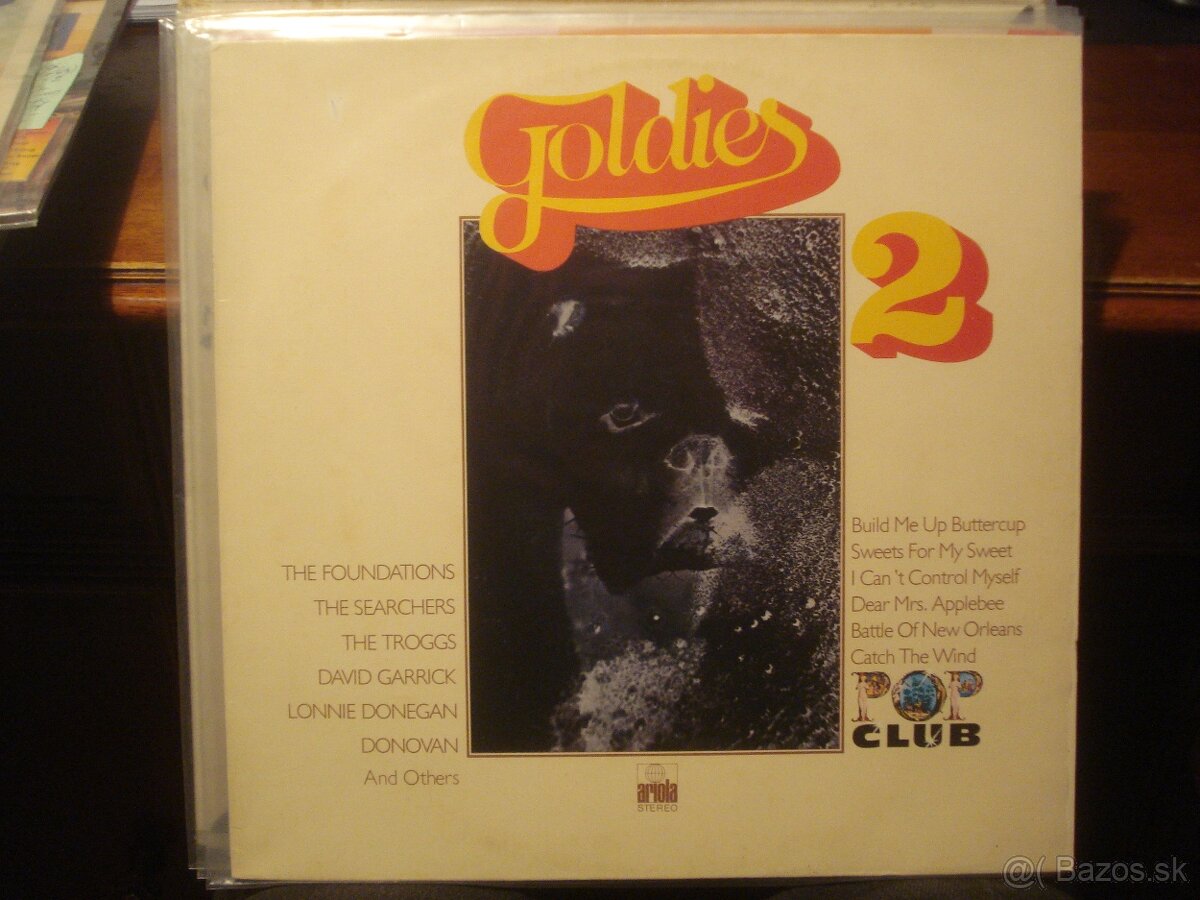 Goldies
2
THE FOUNDATIONS
THE SEARCHERS
THE TROGGS
DAVID GARRICK
LONNIE DONEGAN
DONOVAN
And Others
Build Me Up Buttercup
Sweets For My Sweet
I Can't Control Myself
Dear Mrs. Applebee
Battle Of New Orleans
Catch The Wind
POP
CLUB
ariola
STEREO
@( Bazos.sk